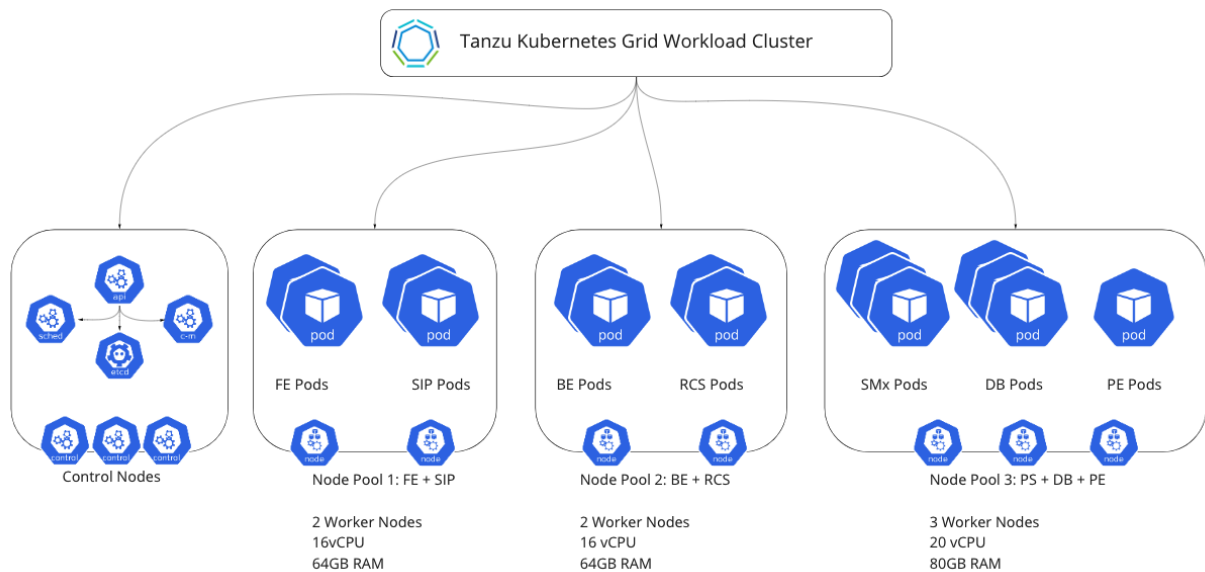 Tanzu Kubernetes Grid Workload Cluster
api
sched
c-m
etcd
control
control
control
Control Nodes
pod
pod
FE Pods
SIP Pods
node
node
Node Pool 1: FE + SIP
2 Worker Nodes
16vCPU
64GB RAM
pod
pod
BE Pods
RCS Pods
node
node
Node Pool 2: BE + RCS
2 Worker Nodes
16 vCPU
64GB RAM
pod
pod
pod
SMx Pods
DB Pods
PE Pods
node
node
node
Node Pool 3: PS + DB + PE
3 Worker Nodes
20 vCPU
80GB RAM